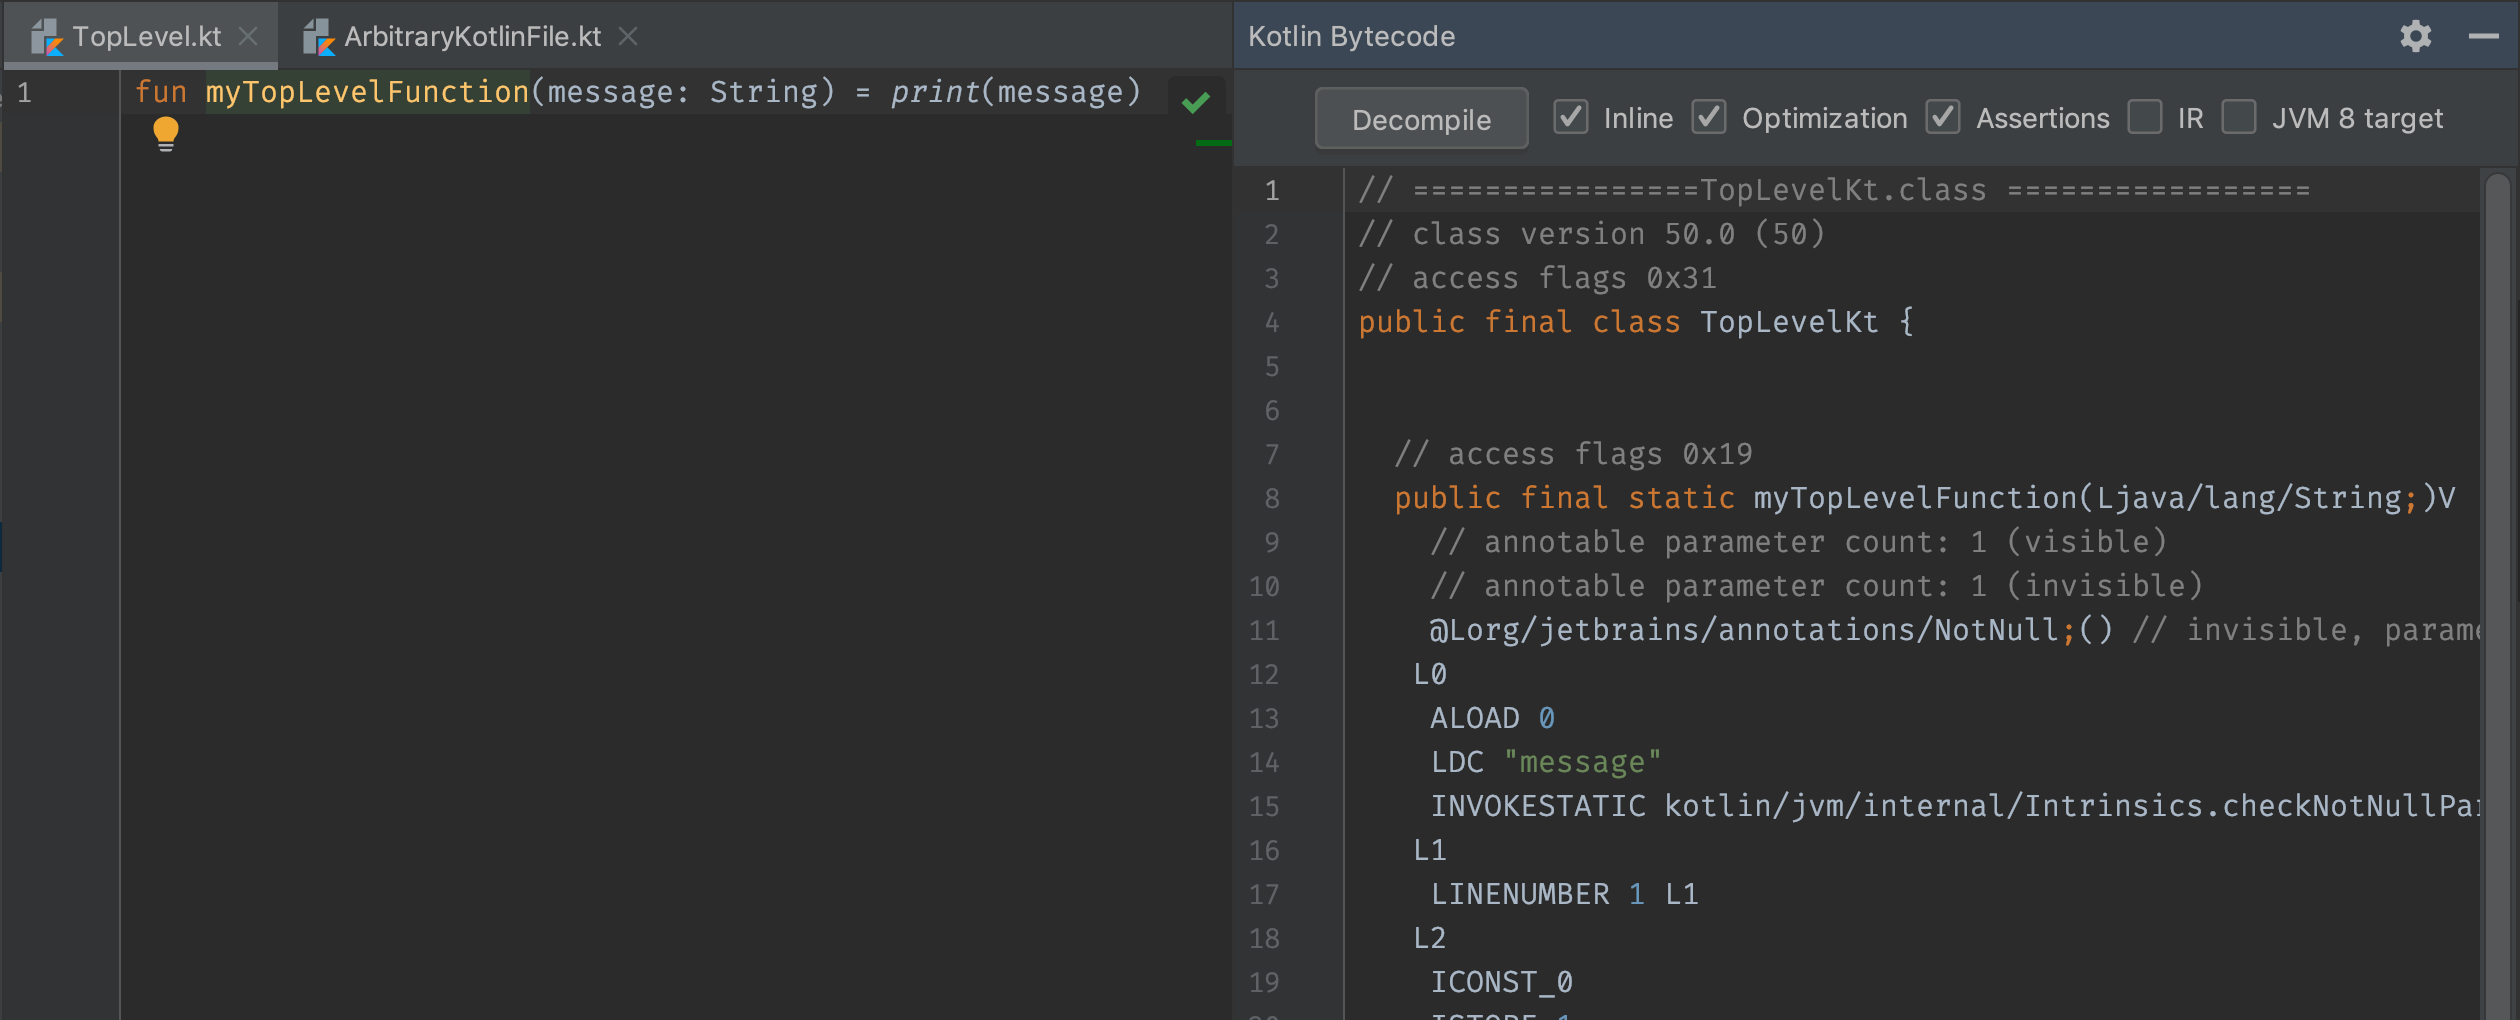 TopLevel.kt
ArbitraryKotlinFile.kt
1 fun myTopLevelFunction(message: String) = print(message)
Kotlin Bytecode
Decompile
Inline
Optimization
Assertions
IR
JVM 8 target
1 // ================TopLevelKt.class =================
2 // class version 50.0 (50)
3 // access flags 0x31
4 public final class TopLevelKt {
5
6
7 // access flags 0x19
8 public final static myTopLevelFunction(Ljava/lang/String;)V
9 // annotable parameter count: 1 (visible)
10 // annotable parameter count: 1 (invisible)
11 @Lorg/jetbrains/annotations/NotNull;() // invisible, parame
12 L0
13 ALOAD 0
14 LDC "message"
15 INVOKESTATIC kotlin/jvm/internal/Intrinsics.checkNotNullPar
16 L1
17 LINENUMBER 1 L1
18 L2
19 ICONST_0